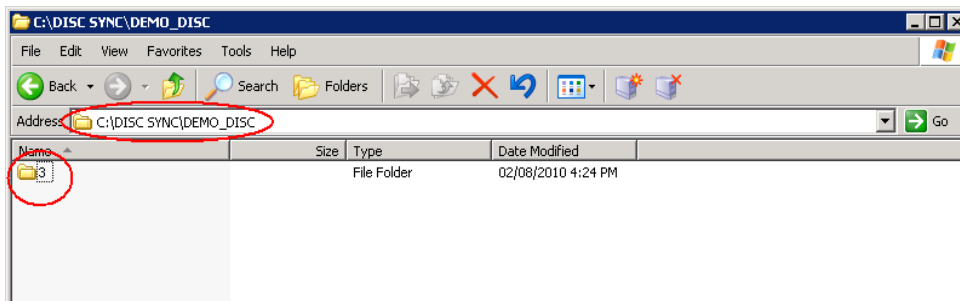 C:\DISC SYNC\DEMO_DISC
File Edit View Favorites Tools Help
Back Search Folders
Address C:\DISC SYNC\DEMO_DISC Go
Name Size Type Date Modified
3 File Folder 02/08/2010 4:24 PM